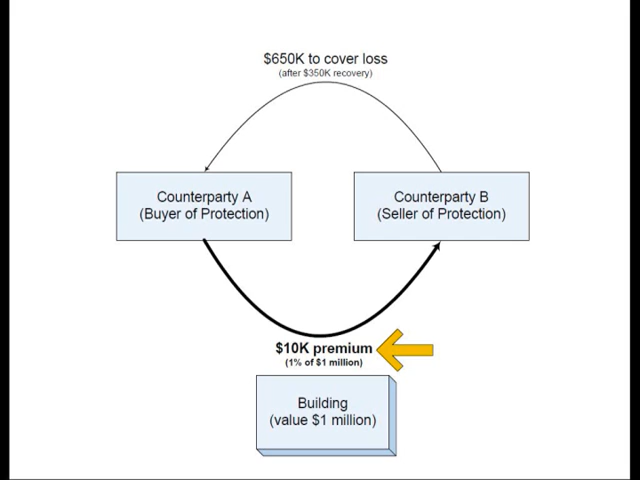 $650K to cover loss
(after $350K recovery)
Counterparty A
(Buyer of Protection)
Counterparty B
(Seller of Protection)
$10K premium
(1% of $1 million)
Building
(value $1 million)